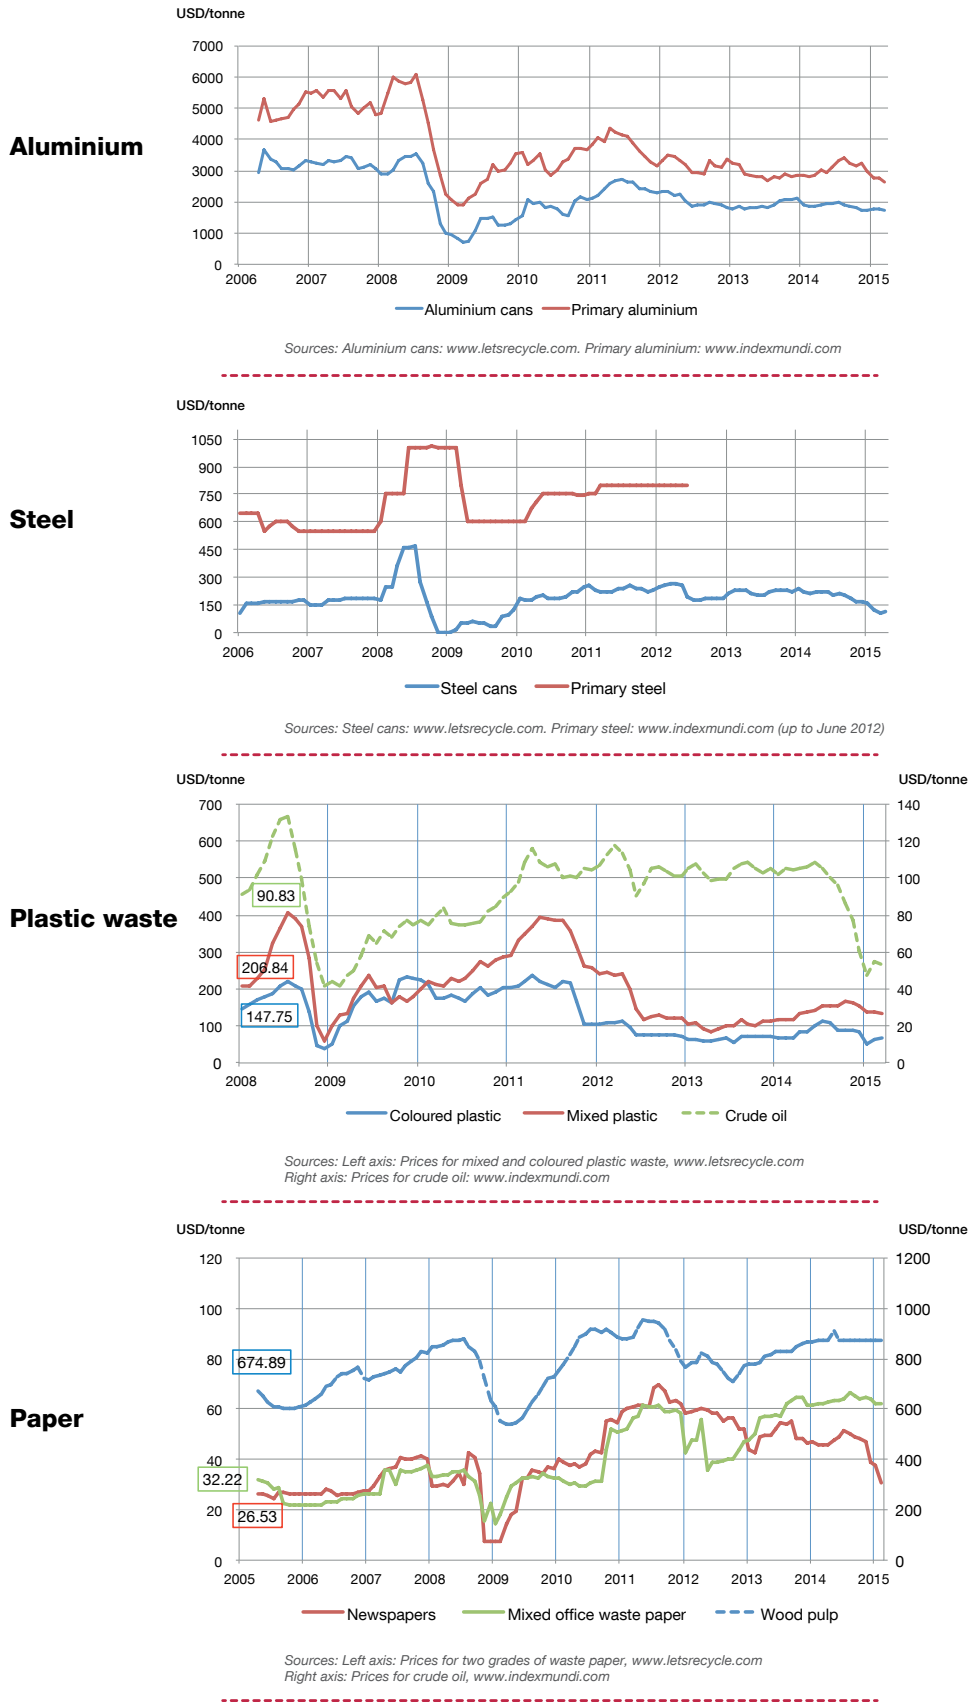 USD/tonne
Aluminium
7000
6000
5000
4000
3000
2000
1000
0
2006 2007 2008 2009 2010 2011 2012 2013 2014 2015
Aluminium cans Primary aluminium
Sources: Aluminium cans: www.letsrecycle.com. Primary aluminium: www.indexmundi.com
USD/tonne
Steel
1050
900
750
600
450
300
150
0
2006 2007 2008 2009 2010 2011 2012 2013 2014 2015
Steel cans Primary steel
Sources: Steel cans: www.letsrecycle.com. Primary steel: www.indexmundi.com (up to June 2012)
USD/tonne USD/tonne
Plastic waste
700 140
600 120
500 100
90.83
400 80
300 60
206.84
200 40
147.75
100 20
0 0
2008 2009 2010 2011 2012 2013 2014 2015
Coloured plastic Mixed plastic Crude oil
Sources: Left axis: Prices for mixed and coloured plastic waste, www.letsrecycle.com
Right axis: Prices for crude oil: www.indexmundi.com
USD/tonne USD/tonne
Paper
120 1200
100 1000
80 800
674.89
60 600
40 400
32.22
20 200
26.53
0 0
2005 2006 2007 2008 2009 2010 2011 2012 2013 2014 2015
Newspapers Mixed office waste paper Wood pulp
Sources: Left axis: Prices for two grades of waste paper, www.letsrecycle.com
Right axis: Prices for crude oil, www.indexmundi.com